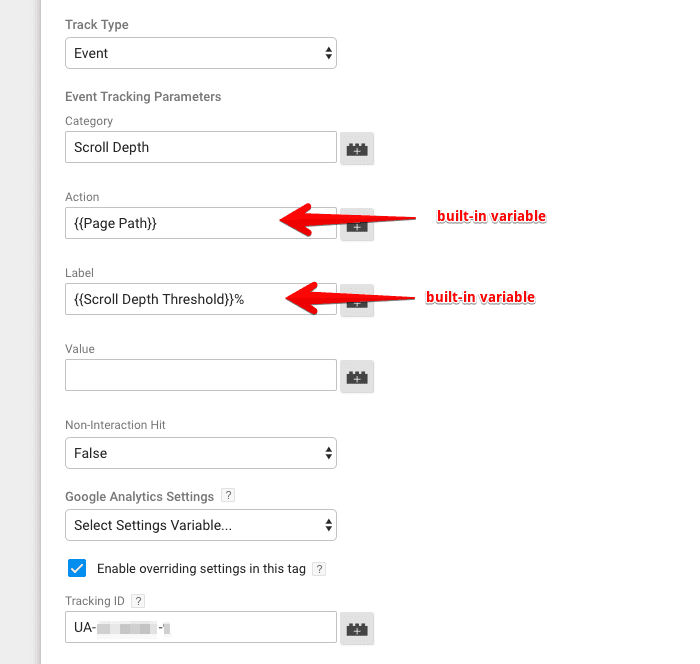 Track Type
Event
Event Tracking Parameters
Category
Scroll Depth
Action
{{Page Path}}
built-in variable
Label
{{Scroll Depth Threshold}}%
built-in variable
Value
Non-Interaction Hit
False
Google Analytics Settings ?
Select Settings Variable...
Enable overriding settings in this tag ?
Tracking ID ?
UA-